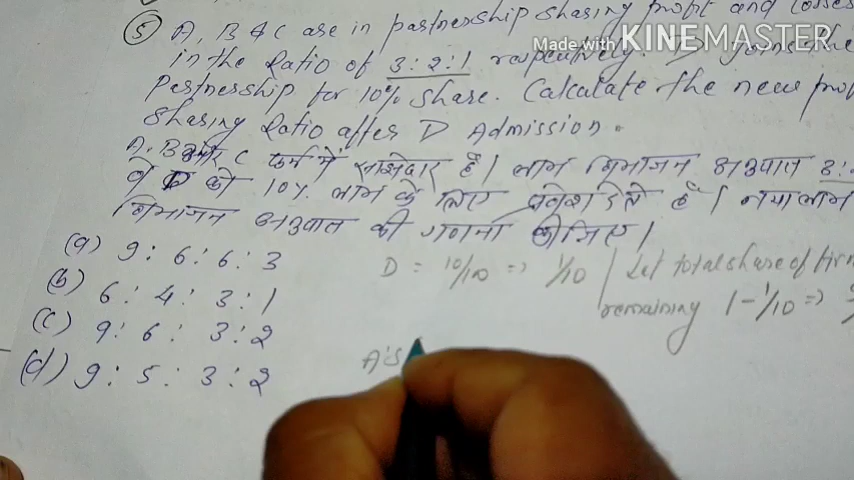 ⑤ A, B & C are in partnership sharing profit and losses
Made with KINEMASTER
in the Ratio of 3:2:1 respectively. D joins the
Partnership for 10% share. Calculate the new
Sharing Ratio after D Admission.
A, B और C फर्म में साझेदार है। लाभ विभाजन अनुपात
वे D को 10% लाभ के लिए प्रवेश देते हैं। नया लाभ
विभाजन अनुपात की गणना कीजिए।
(a) 9 : 6 : 6 : 3
(b) 6 : 4 : 3 : 1
(c) 9 : 6 : 3 : 2
(d) 9 : 5 : 3 : 2
D = 10/100 => 1/10 Let total share of firm
remaining 1 - 1/10 =>
A's